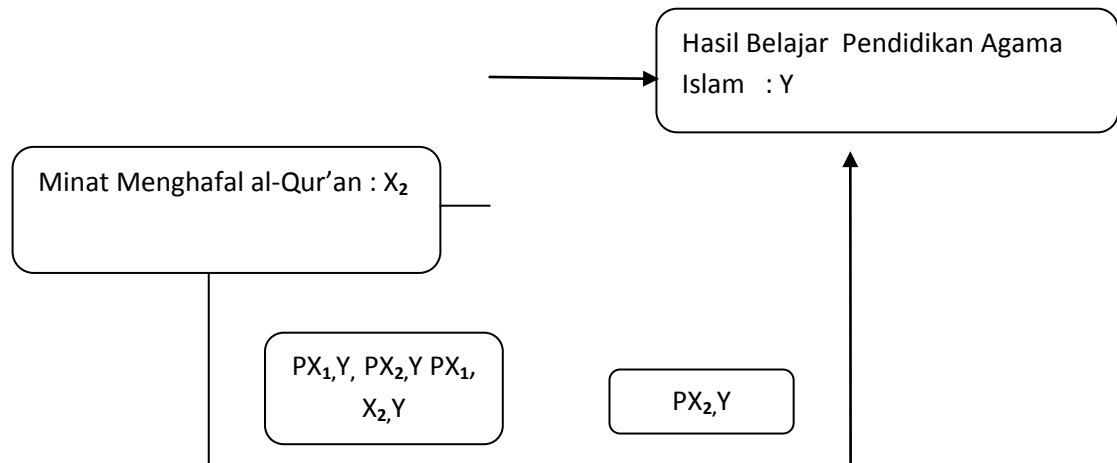 Hasil Belajar Pendidikan Agama
Islam : Y
Minat Menghafal al-Qur’an : X₂
PX₁,Y, PX₂,Y PX₁,
X₂,Y
PX₂,Y